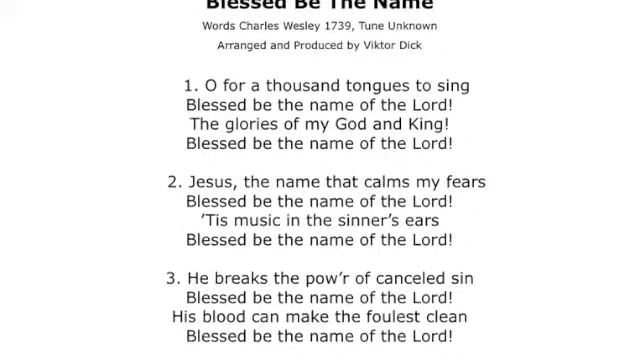 Blessed Be The Name
Words Charles Wesley 1739, Tune Unknown
Arranged and Produced by Viktor Dick
1. O for a thousand tongues to sing
Blessed be the name of the Lord!
The glories of my God and King!
Blessed be the name of the Lord!
2. Jesus, the name that calms my fears
Blessed be the name of the Lord!
’Tis music in the sinner’s ears
Blessed be the name of the Lord!
3. He breaks the pow’r of canceled sin
Blessed be the name of the Lord!
His blood can make the foulest clean
Blessed be the name of the Lord!